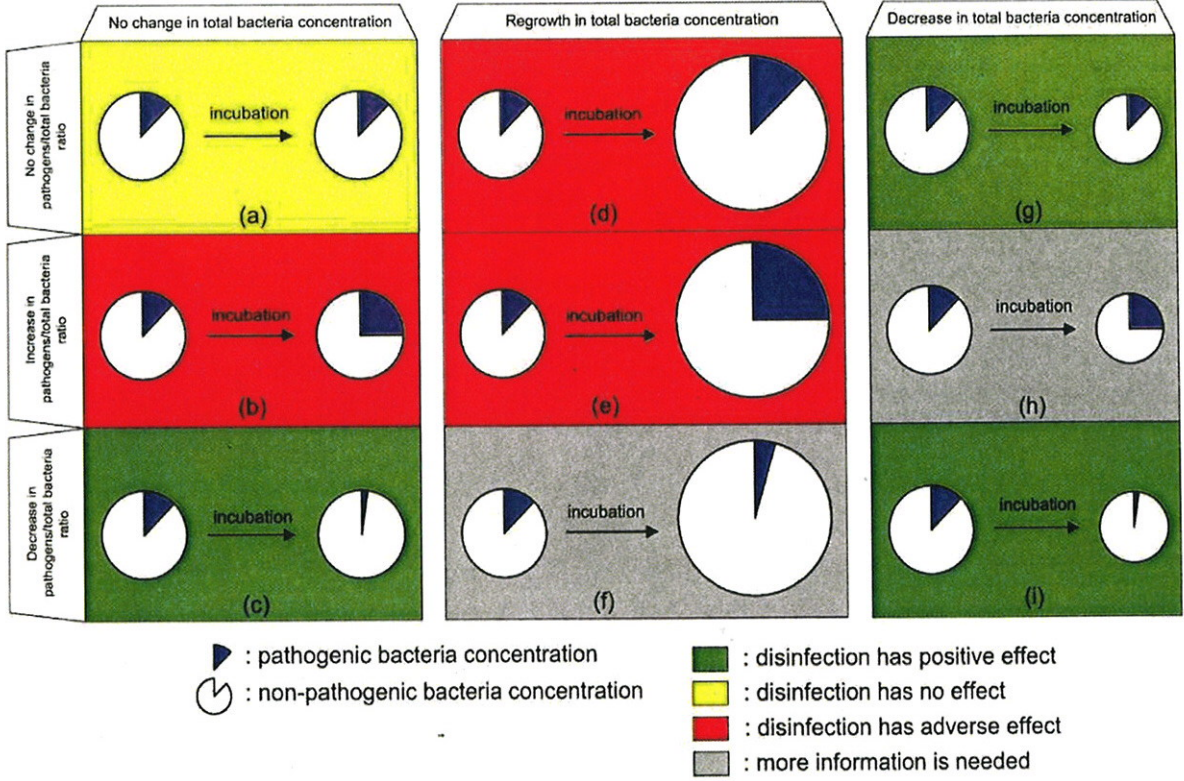 No change in total bacteria concentration
Regrowth in total bacteria concentration
Decrease in total bacteria concentration
No change in
pathogens/total bacteria
ratio
incubation
(a)
incubation
(d)
incubation
(g)
Increase in
pathogens/total bacteria
ratio
incubation
(b)
incubation
(e)
incubation
(h)
Decrease in
pathogens/total bacteria
ratio
incubation
(c)
incubation
(f)
incubation
(i)
: pathogenic bacteria concentration
: non-pathogenic bacteria concentration
: disinfection has positive effect
: disinfection has no effect
: disinfection has adverse effect
: more information is needed